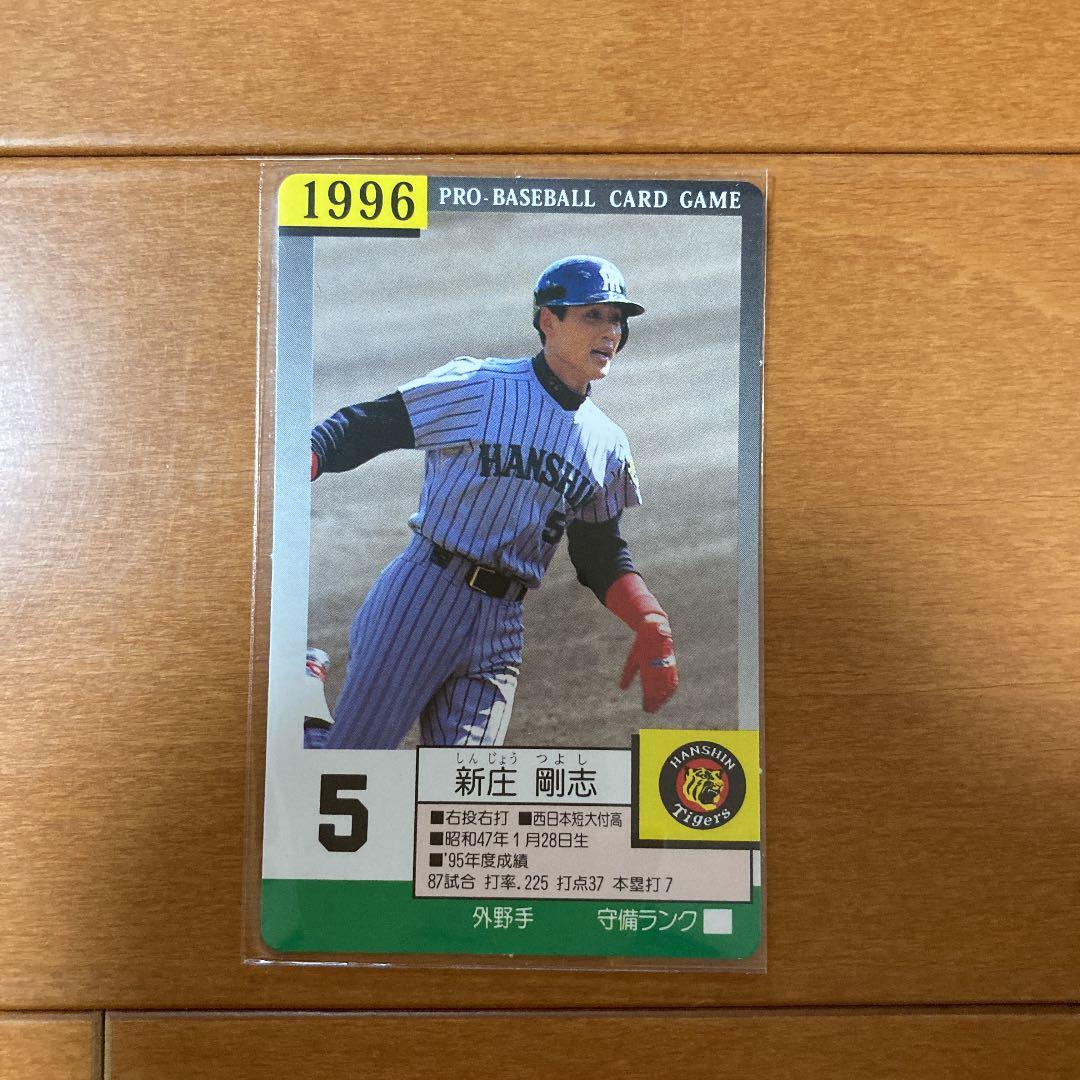 1996
PRO-BASEBALL CARD GAME
HANSHIN
5
しんじょう つよし
新庄 剛志
HANSHIN
Tigers
5
■右投右打 ■西日本短大付高
■昭和47年1月28日生
■'95年度成績
87試合 打率.225 打点37 本塁打7
外野手 守備ランク